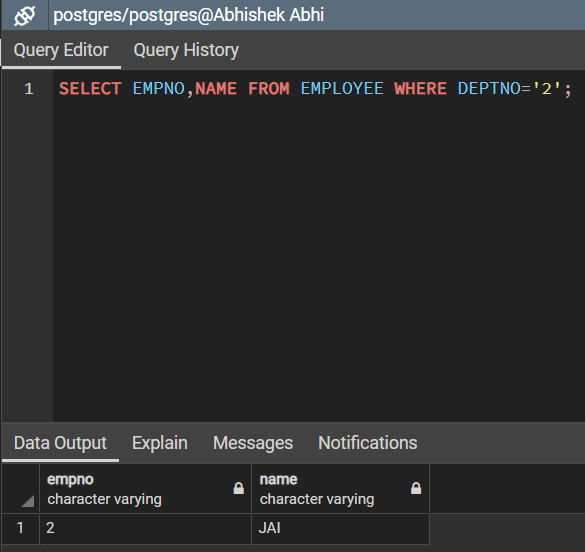 postgres/postgres@Abhishek Abhi
Query Editor Query History
1 SELECT EMPNO,NAME FROM EMPLOYEE WHERE DEPTNO='2';
Data Output Explain Messages Notifications
empno name
character varying character varying
1 2 JAI